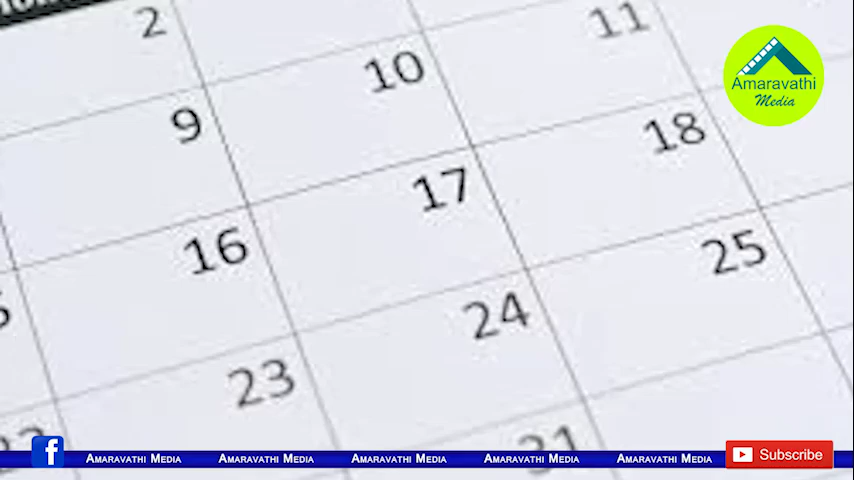 2
11
10
9
18
17
16
25
24
23
31
Amaravathi
Media
f
AMARAVATHI MEDIA AMARAVATHI MEDIA AMARAVATHI MEDIA AMARAVATHI MEDIA AMARAVATHI MEDIA
Subscribe